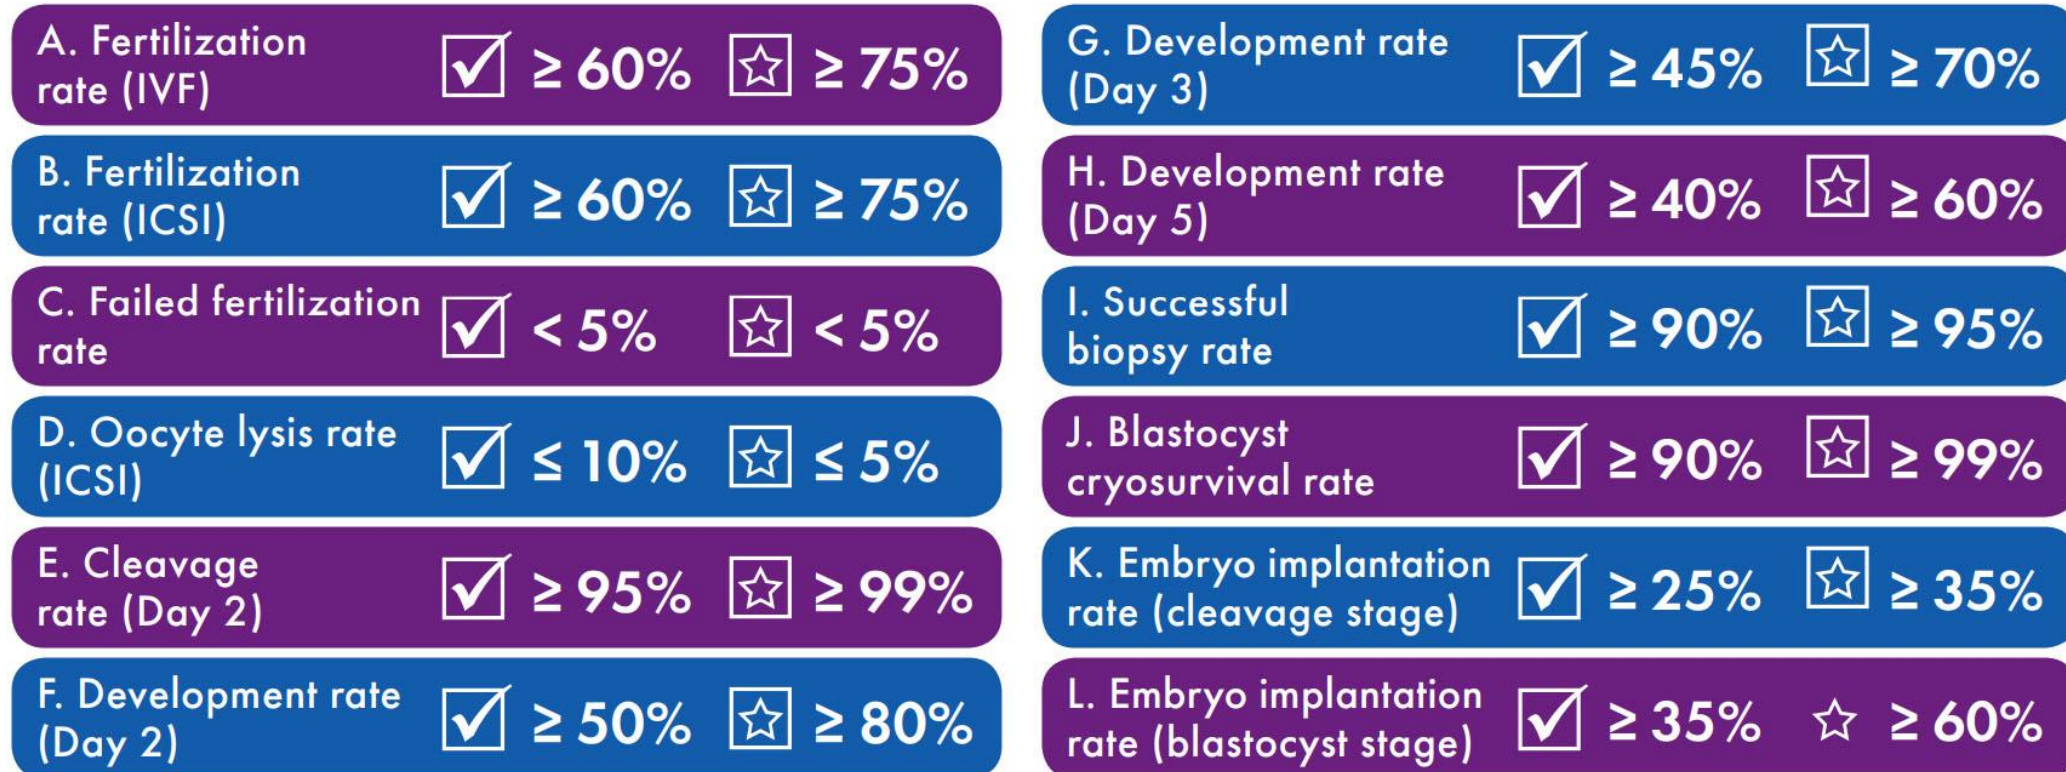 A. Fertilization
rate (IVF)
≥ 60%
≥ 75%
B. Fertilization
rate (ICSI)
≥ 60%
≥ 75%
C. Failed fertilization
rate
< 5%
< 5%
D. Oocyte lysis rate
(ICSI)
≤ 10%
≤ 5%
E. Cleavage
rate (Day 2)
≥ 95%
≥ 99%
F. Development rate
(Day 2)
≥ 50%
≥ 80%
G. Development rate
(Day 3)
≥ 45%
≥ 70%
H. Development rate
(Day 5)
≥ 40%
≥ 60%
I. Successful
biopsy rate
≥ 90%
≥ 95%
J. Blastocyst
cryosurvival rate
≥ 90%
≥ 99%
K. Embryo implantation
rate (cleavage stage)
≥ 25%
≥ 35%
L. Embryo implantation
rate (blastocyst stage)
≥ 35%
≥ 60%